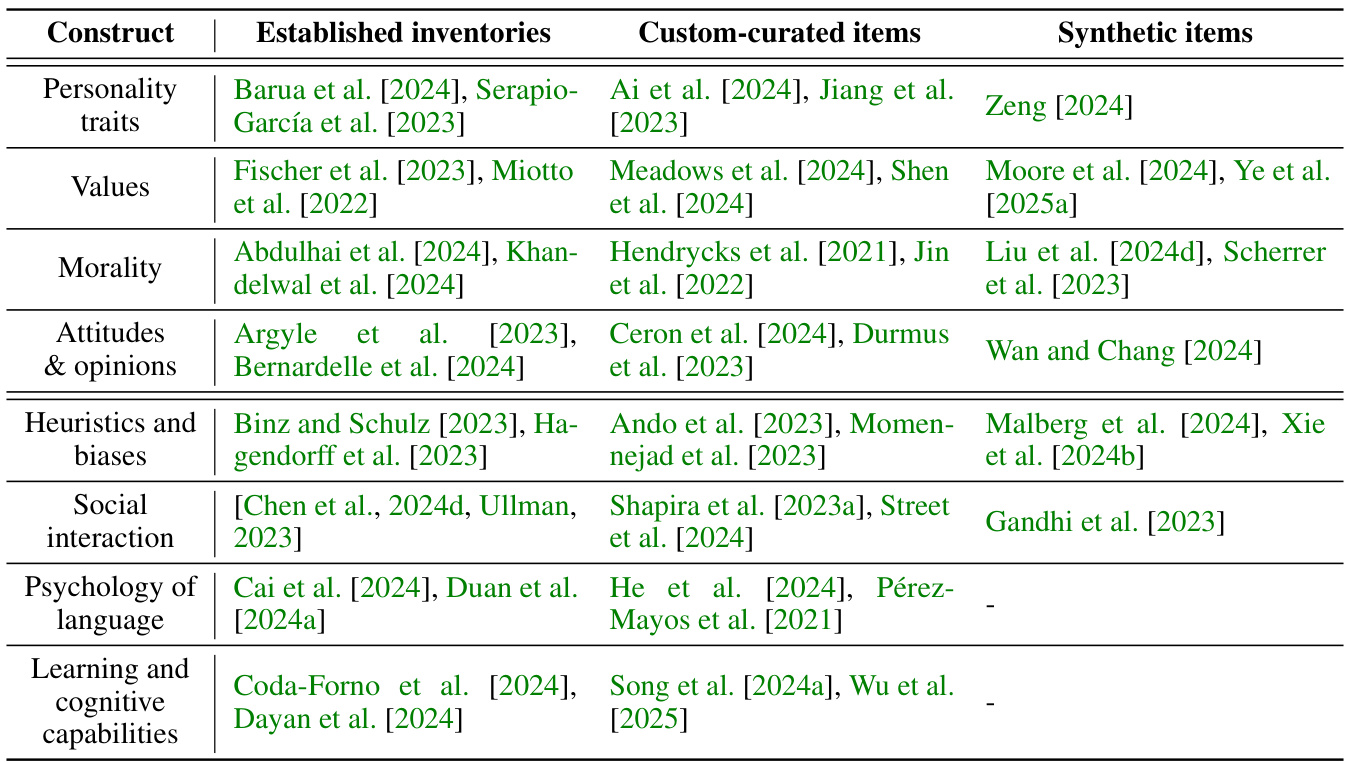 Construct Established inventories Custom-curated items Synthetic items
Personality
traits
Barua et al. [2024], Serapio-
García et al. [2023]
Ai et al. [2024], Jiang et al.
[2023]
Zeng [2024]
Values
Fischer et al. [2023], Miotto
et al. [2022]
Meadows et al. [2024], Shen
et al. [2024]
Moore et al. [2024], Ye et al.
[2025a]
Morality
Abdulhai et al. [2024], Khan-
delwal et al. [2024]
Hendrycks et al. [2021], Jin
et al. [2022]
Liu et al. [2024d], Scherrer
et al. [2023]
Attitudes
& opinions
Argyle et al. [2023],
Bernardelle et al. [2024]
Ceron et al. [2024], Durmus
et al. [2023]
Wan and Chang [2024]
Heuristics and
biases
Binz and Schulz [2023], Ha-
gendorff et al. [2023]
Ando et al. [2023], Momen-
nejad et al. [2023]
Malberg et al. [2024], Xie
et al. [2024b]
Social
interaction
[Chen et al., 2024d, Ullman,
2023]
Shapira et al. [2023a], Street
et al. [2024]
Gandhi et al. [2023]
Psychology of
language
Cai et al. [2024], Duan et al.
[2024a]
He et al. [2024], Pérez-
Mayos et al. [2021]
-
Learning and
cognitive
capabilities
Coda-Forno et al. [2024],
Dayan et al. [2024]
Song et al. [2024a], Wu et al.
[2025]
-